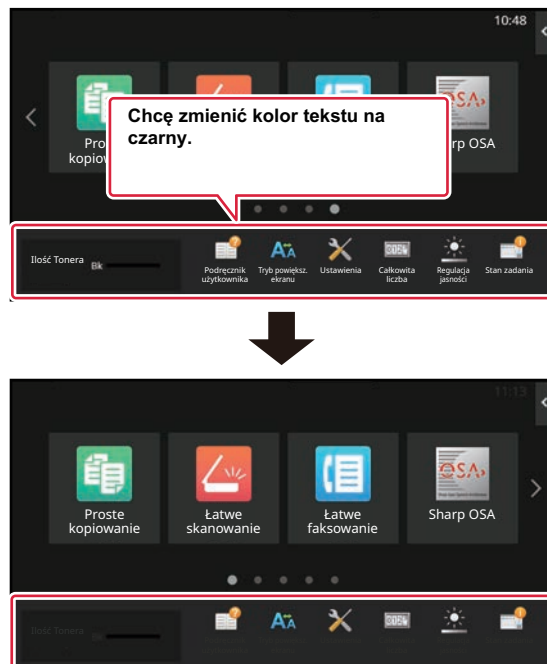 10:48
Chcę zmienić kolor tekstu na
czarny.
Pro
kopiow
rp OSA
Ilość Tonera
Bk
Podręcznik
użytkownika
Tryb powiększ.
ekranu
Ustawienia
Całkowita
liczba
Regulacja
jasności
Stan zadania
11:13
Proste
kopiowanie
Łatwe
skanowanie
Łatwe
faksowanie
Sharp OSA
Ilość Tonera
Bk